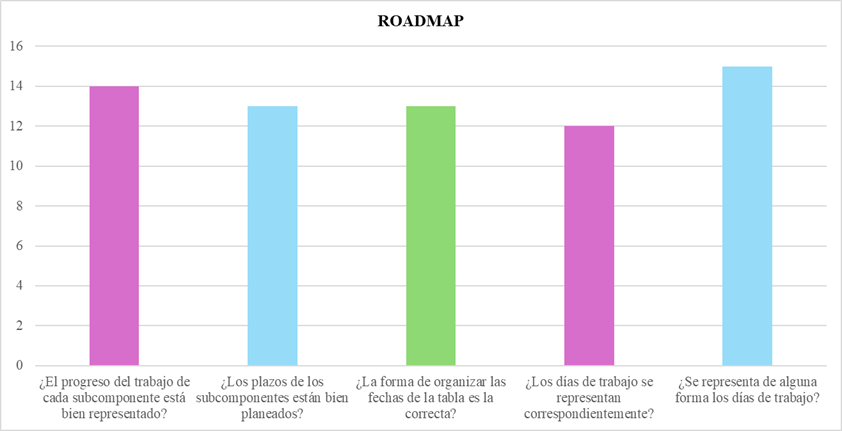 ROADMAP
16
14
12
10
8
6
4
2
0
¿El progreso del trabajo de
cada subcomponente está
bien representado?
¿Los plazos de los
subcomponentes están bien
planeados?
¿La forma de organizar las
fechas de la tabla es la
correcta?
¿Los días de trabajo se
representan
correspondientemente?
¿Se representa de alguna
forma los días de trabajo?